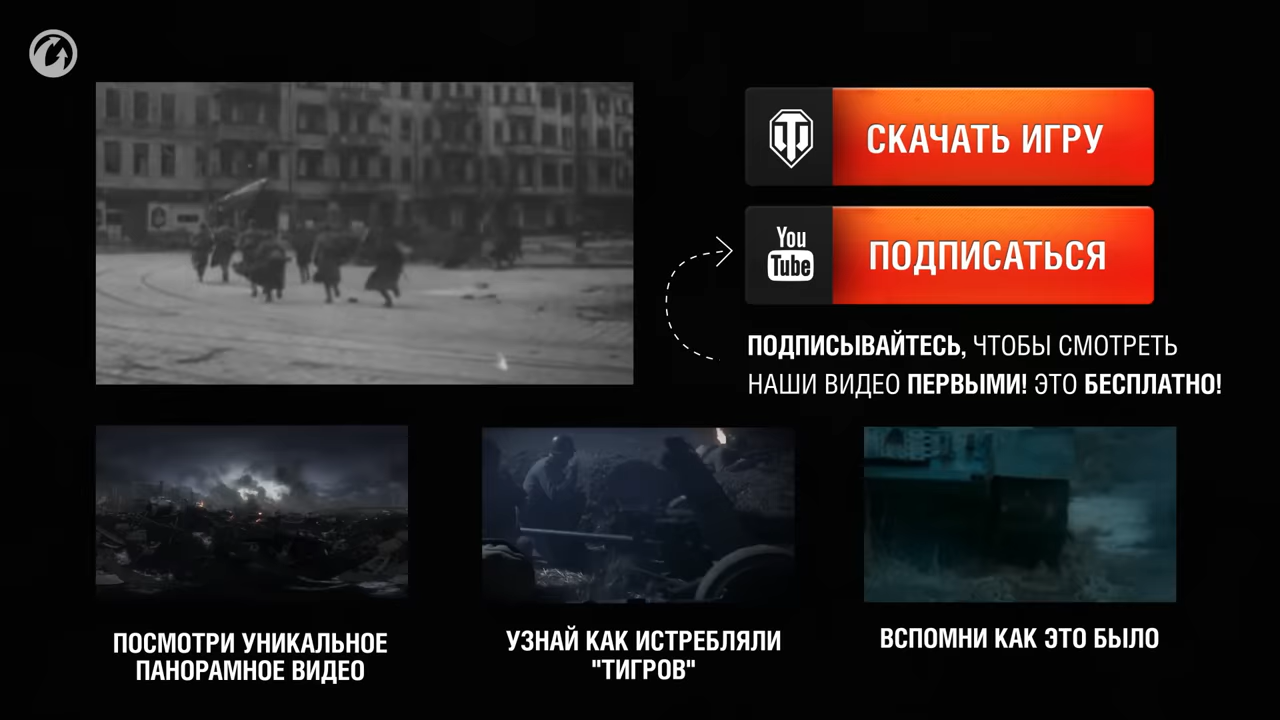 СКАЧАТЬ ИГРУ
You
Tube
ПОДПИСАТЬСЯ
ПОДПИСЫВАЙТЕСЬ, ЧТОБЫ СМОТРЕТЬ
НАШИ ВИДЕО ПЕРВЫМИ! ЭТО БЕСПЛАТНО!
ПОСМОТРИ УНИКАЛЬНОЕ
ПАНОРАМНОЕ ВИДЕО
УЗНАЙ КАК ИСТРЕБЛЯЛИ
"ТИГРОВ"
ВСПОМНИ КАК ЭТО БЫЛО